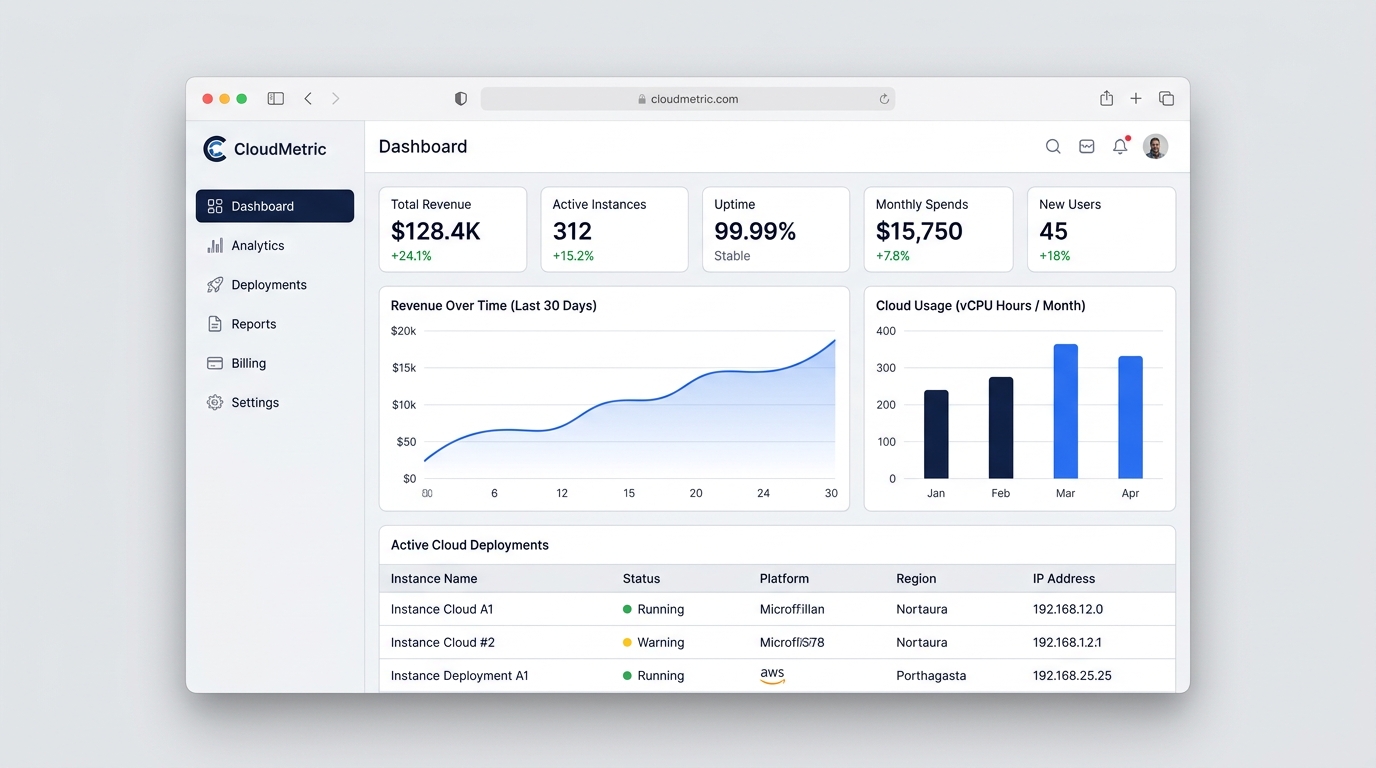 cloudmetric.com
CloudMetric
Dashboard
Dashboard
Analytics
Deployments
Reports
Billing
Settings
Total Revenue
$128.4K
+24.1%
Active Instances
312
+15.2%
Uptime
99.99%
Stable
Monthly Spends
$15,750
+7.8%
New Users
45
+18%
Revenue Over Time (Last 30 Days)
$20k
$15k
$10k
$50
$0
6 12 15 20 24 30
Cloud Usage (vCPU Hours / Month)
400
300
200
100
0
Jan Feb Mar Apr
Active Cloud Deployments
Instance Name Status Platform Region IP Address
Instance Cloud A1 Running Nortaura 192.168.12.0
Instance Cloud #2 Warning Nortaura 192.168.1.2.1
Instance Deployment A1 Running aws Porthagasta 192.168.25.25